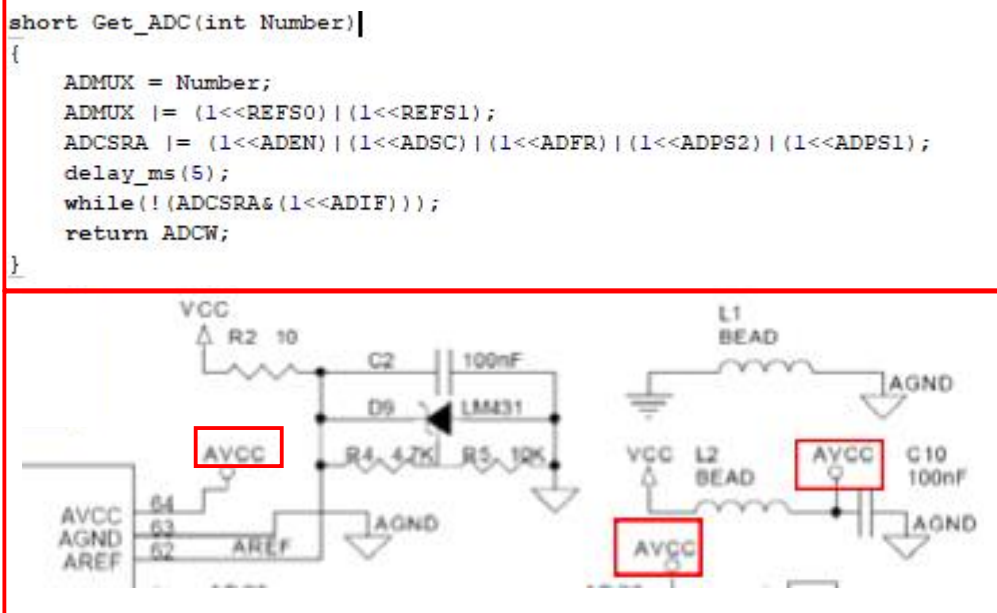 short Get_ADC(int Number)
{
ADMUX = Number;
ADMUX |= (1<<REFS0)|(1<<REFS1);
ADCSRA |= (1<<ADEN)|(1<<ADSC)|(1<<ADFR)|(1<<ADPS2)|(1<<ADPS1);
delay_ms(5);
while(!(ADCSRA&(1<<ADIF)));
return ADCW;
}
VCC
R2 10
C2 100nF
D9 LM431
R4 4.7K R5 10K
AVCC
AVCC 64
AGND 63
AREF 62
AREF
AGND
L1
BEAD
AGND
VCC L2
BEAD
AVCC
C10
100nF
AGND
AVCC